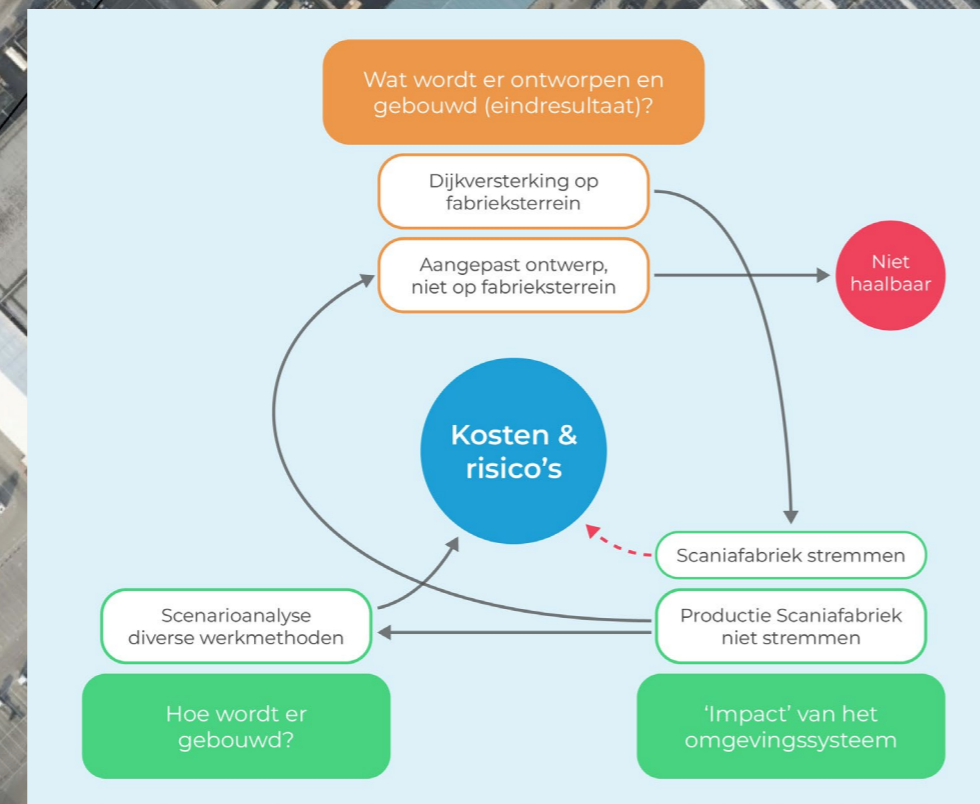 Wat wordt er ontworpen en
gebouwd (eindresultaat)?
Dijkversterking op
fabrieksterrein
Aangepast ontwerp,
niet op fabrieksterrein
Niet
haalbaar
Kosten &
risico’s
Scaniafabriek stremmen
Scenarioanalyse
diverse werkmethoden
Productie Scaniafabriek
niet stremmen
Hoe wordt er
gebouwd?
‘Impact’ van het
omgevingssysteem